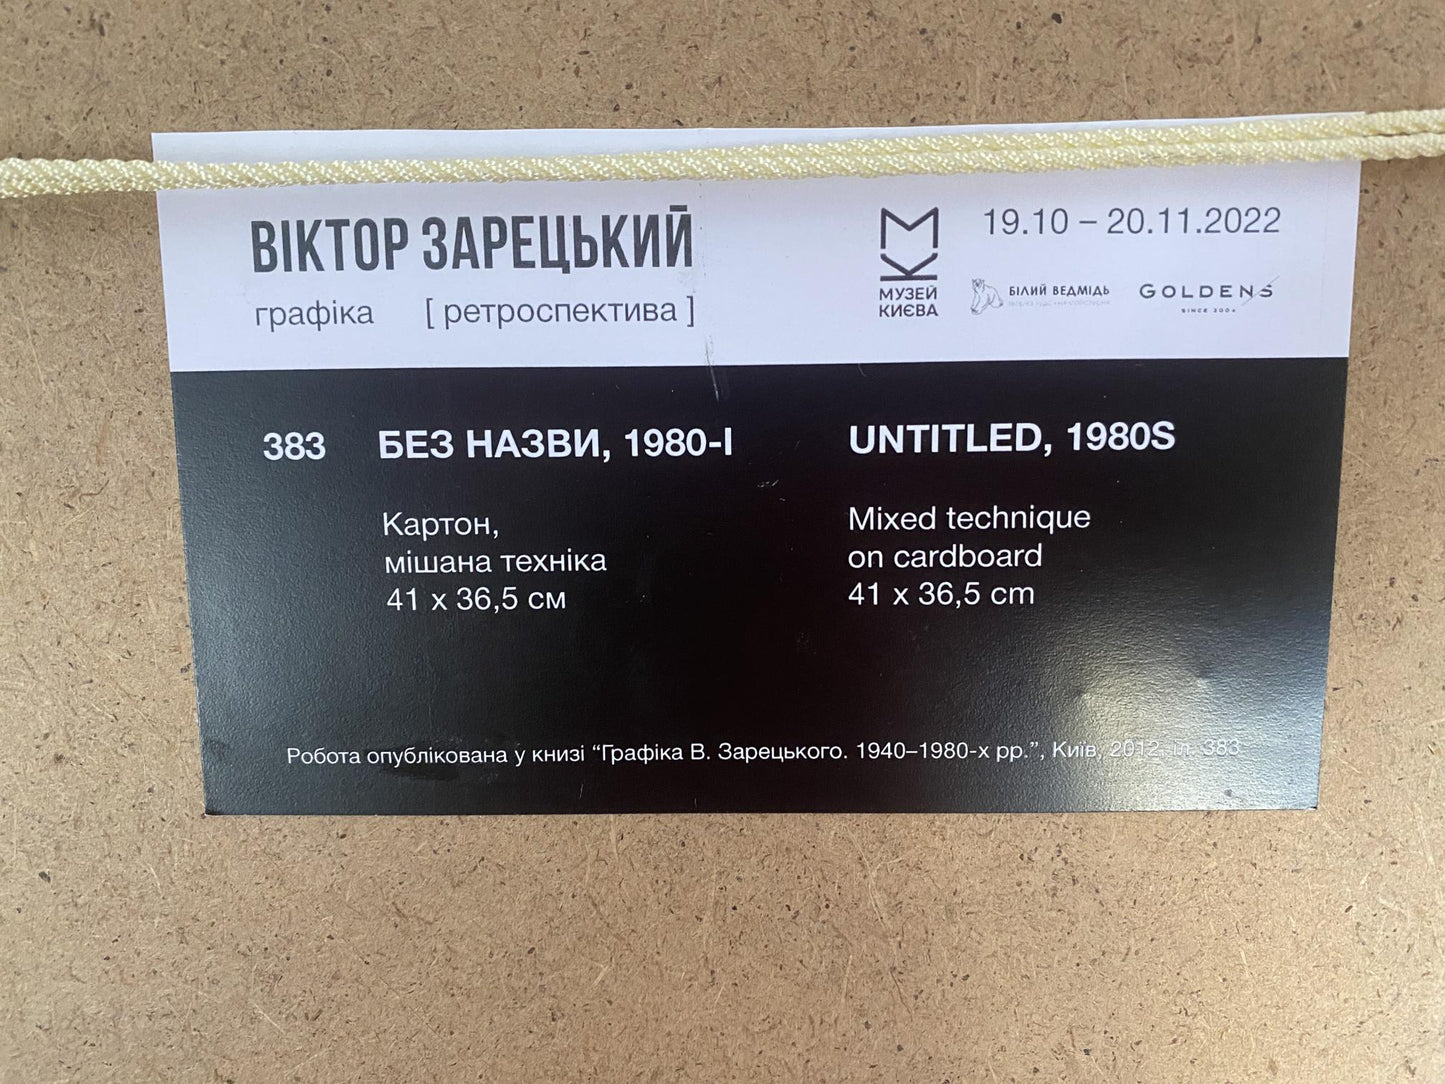 ВІКТОР ЗАРЕЦЬКИЙ
графіка [ ретроспектива ]
МУЗЕЙ
КИЄВА
19.10 – 20.11.2022
БІЛИЙ ВЕДМІДЬ
GOLDENS
SINCE 2004
383 БЕЗ НАЗВИ, 1980-І
Картон,
мішана техніка
41 x 36,5 см
UNTITLED, 1980S
Mixed technique
on cardboard
41 x 36,5 cm
Робота опублікована у книзі “Графіка В. Зарецького. 1940–1980-х рр.”, Київ, 2012, іл. 383